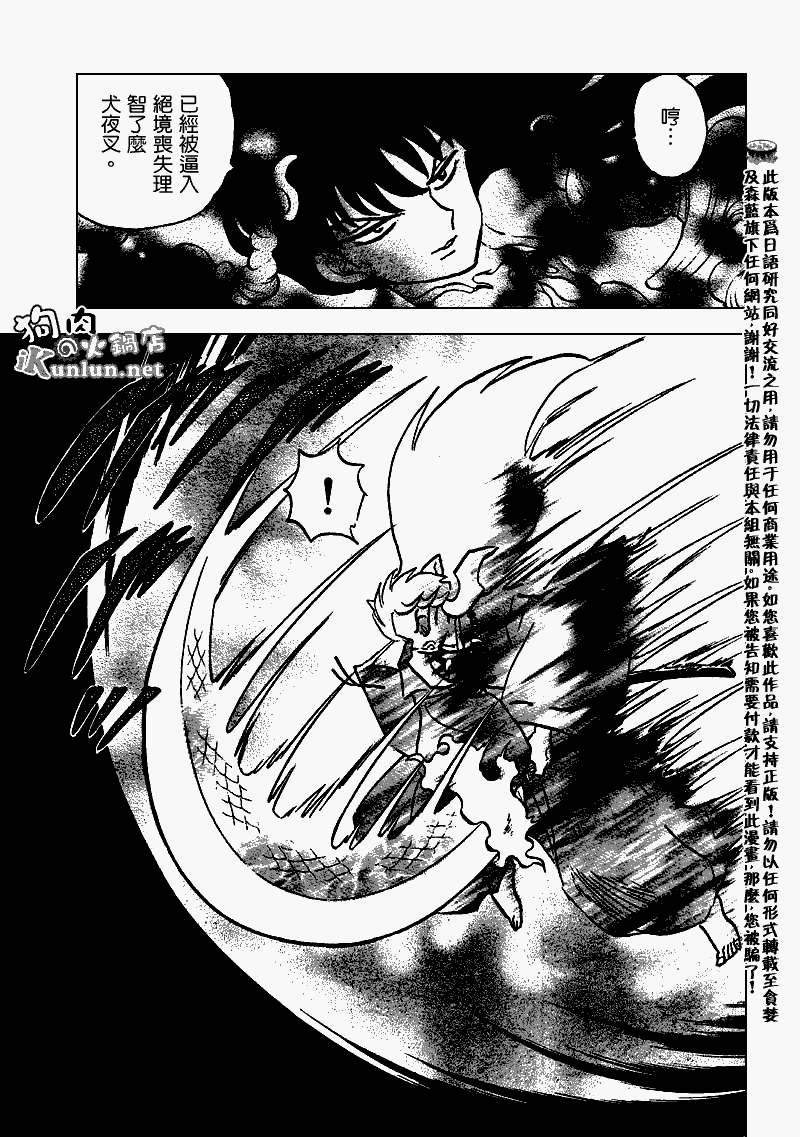 哼…
已經被逼入
絕境喪失理
智了麼
犬夜叉。
狗肉の火鍋店
iKunlun.net
！
此版本爲日語研究同好交流之用，請勿用于任何商業用途。如您喜歡此作品，請支持正版！請勿以任何形式轉載至貪婪
及森藍旗下任何網站，謝謝！一切法律責任與本組無關。如果您被告知需要付款才能看到此漫畫，那麼，您被騙了！